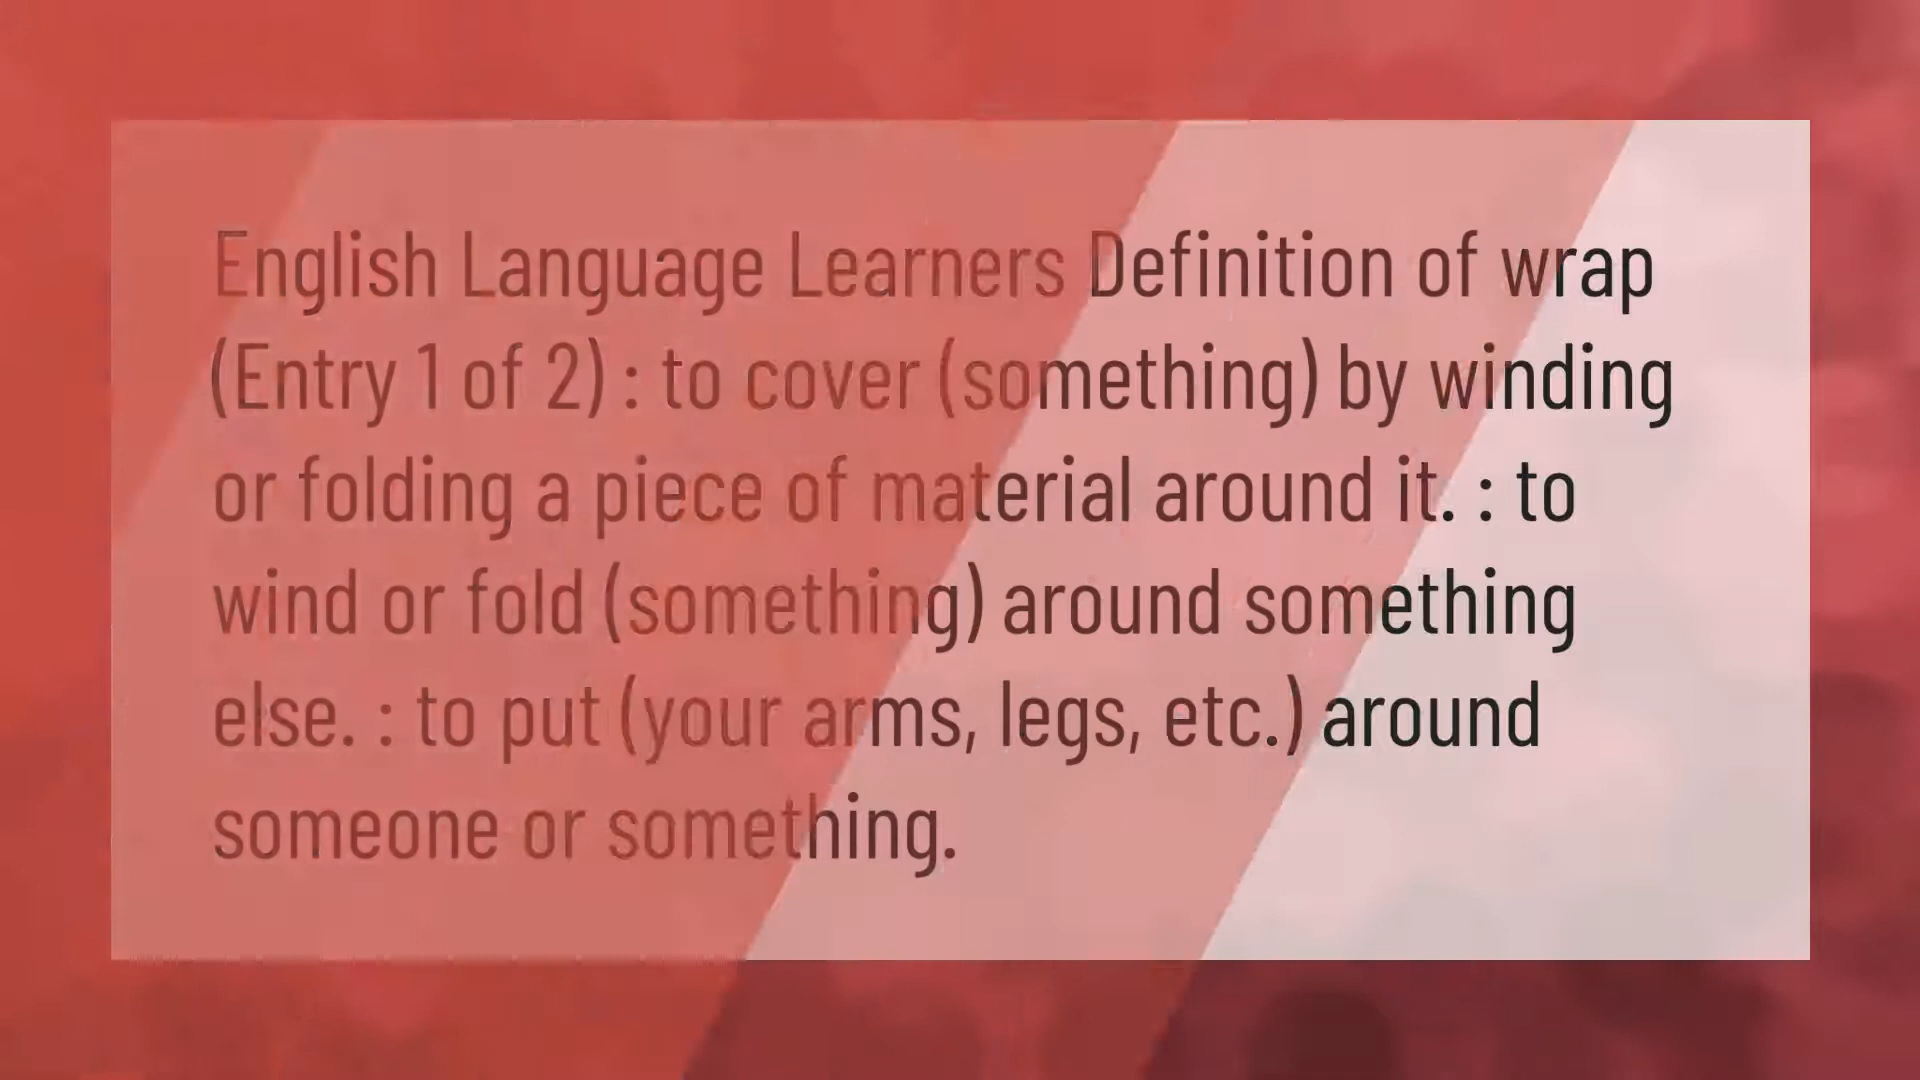 English Language Learners Definition of wrap
(Entry 1 of 2) : to cover (something) by winding
or folding a piece of material around it. : to
wind or fold (something) around something
else. : to put (your arms, legs, etc.) around
someone or something.